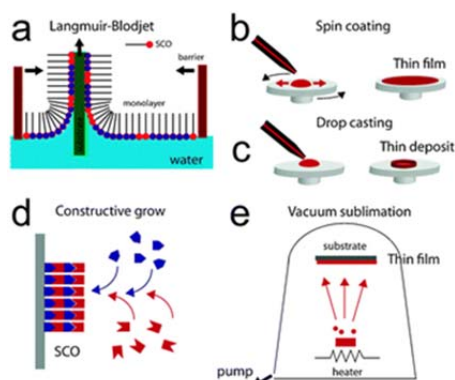 a
Langmuir-Blodjet
SCO
barrier
monolayer
water
b
Spin coating
Thin film
Drop casting
c
Thin deposit
d
Constructive grow
SCO
e
Vacuum sublimation
substrate
Thin film
pump
heater